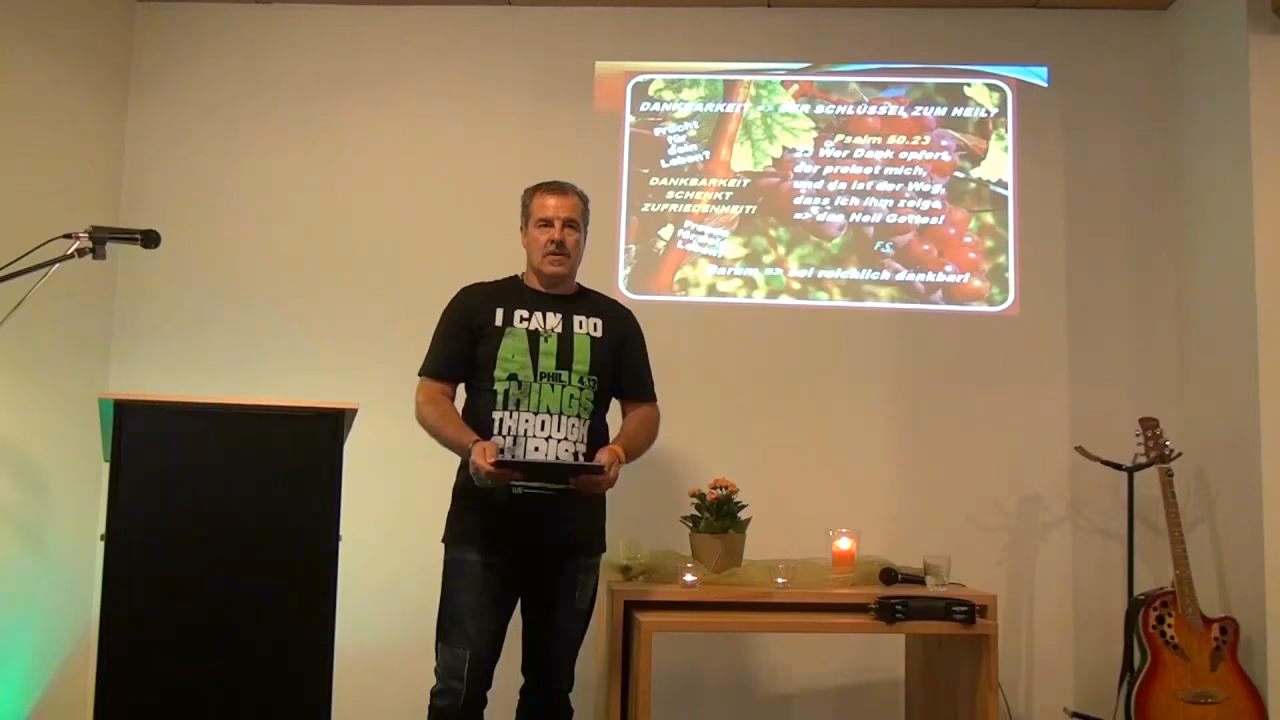 DANKBARKEIT => DER SCHLÜSSEL ZUM HEIL?
Frucht
für
dein
Leben?
DANKBARKEIT
SCHENKT
ZUFRIEDENHEIT!
Psalm 50.23
23 Wer Dank opfert,
der preiset mich,
und da ist der Weg,
dass ich ihm zeige
=> das Heil Gottes!
F.S.
Darum => sei reichlich dankbar!
I CAN DO
ALL
PHIL 4:13
THINGS
THROUGH
CHRIST